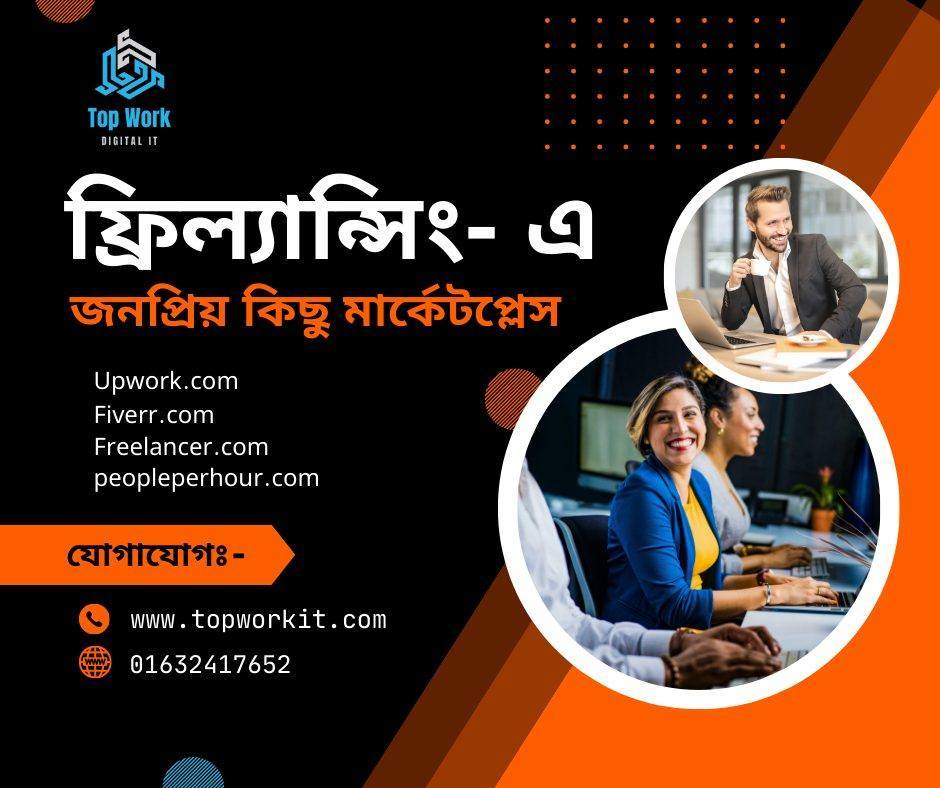 Top Work
DIGITAL IT
ফ্রিল্যান্সিং- এ
জনপ্রিয় কিছু মার্কেটপ্লেস
Upwork.com
Fiverr.com
Freelancer.com
peopleperhour.com
যোগাযোগঃ-
www.topworkit.com
01632417652